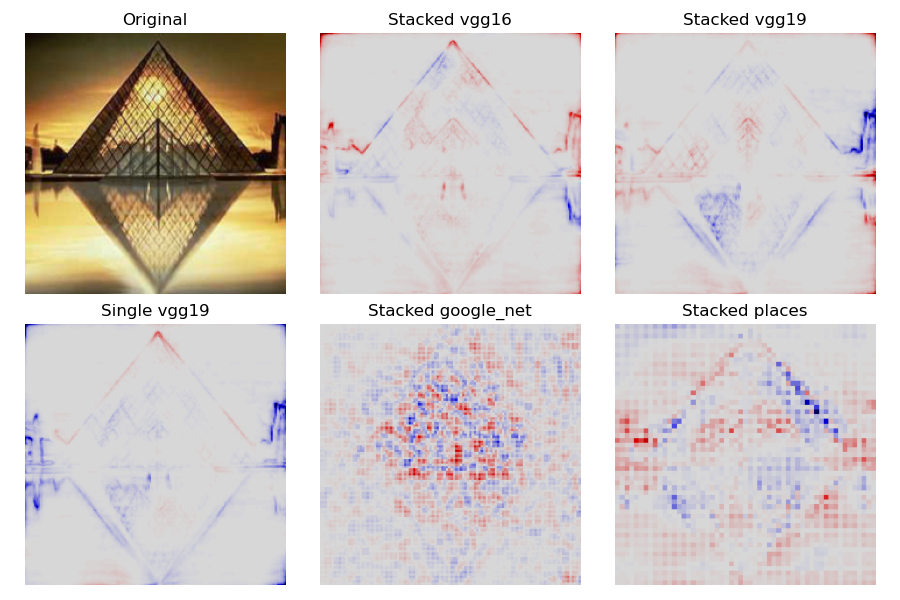 Original
Stacked vgg16
Stacked vgg19
Single vgg19
Stacked google_net
Stacked places